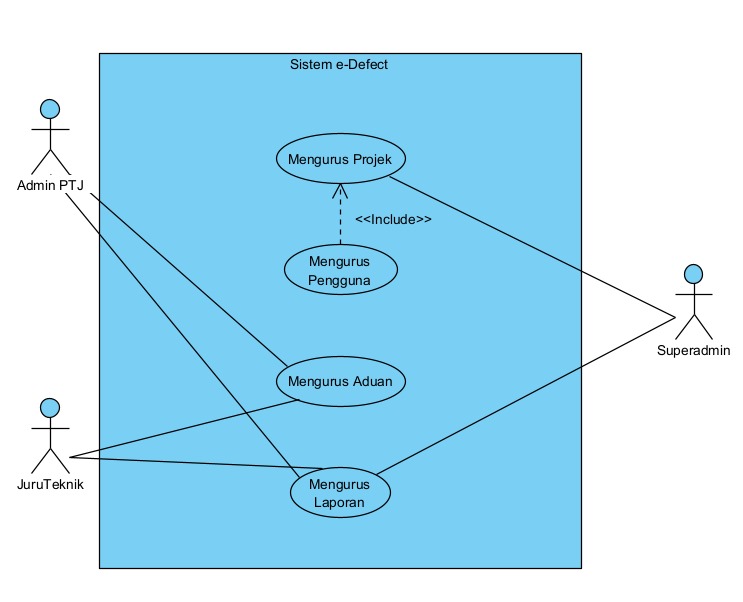 Sistem e-Defect
Admin PTJ
Mengurus Projek
<<Include>>
Mengurus
Pengguna
Superadmin
Mengurus Aduan
JuruTeknik
Mengurus
Laporan